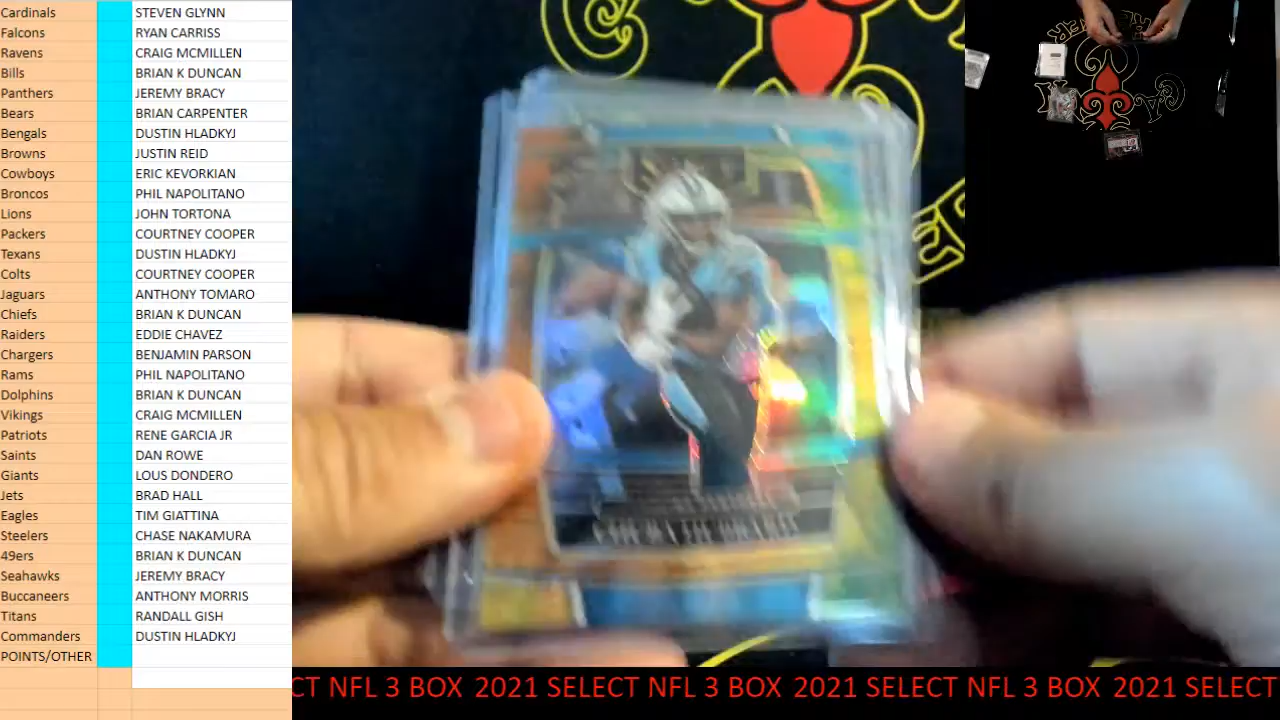 Cardinals STEVEN GLYNN
Falcons RYAN CARRISS
Ravens CRAIG MCMILLEN
Bills BRIAN K DUNCAN
Panthers JEREMY BRACY
Bears BRIAN CARPENTER
Bengals DUSTIN HLADKYJ
Browns JUSTIN REID
Cowboys ERIC KEVORKIAN
Broncos PHIL NAPOLITANO
Lions JOHN TORTONA
Packers COURTNEY COOPER
Texans DUSTIN HLADKYJ
Colts COURTNEY COOPER
Jaguars ANTHONY TOMARO
Chiefs BRIAN K DUNCAN
Raiders EDDIE CHAVEZ
Chargers BENJAMIN PARSON
Rams PHIL NAPOLITANO
Dolphins BRIAN K DUNCAN
Vikings CRAIG MCMILLEN
Patriots RENE GARCIA JR
Saints DAN ROWE
Giants LOUS DONDERO
Jets BRAD HALL
Eagles TIM GIATTINA
Steelers CHASE NAKAMURA
49ers BRIAN K DUNCAN
Seahawks JEREMY BRACY
Buccaneers ANTHONY MORRIS
Titans RANDALL GISH
Commanders DUSTIN HLADKYJ
POINTS/OTHER
CT NFL 3 BOX 2021 SELECT NFL 3 BOX 2021 SELECT NFL 3 BOX 2021 SELECT